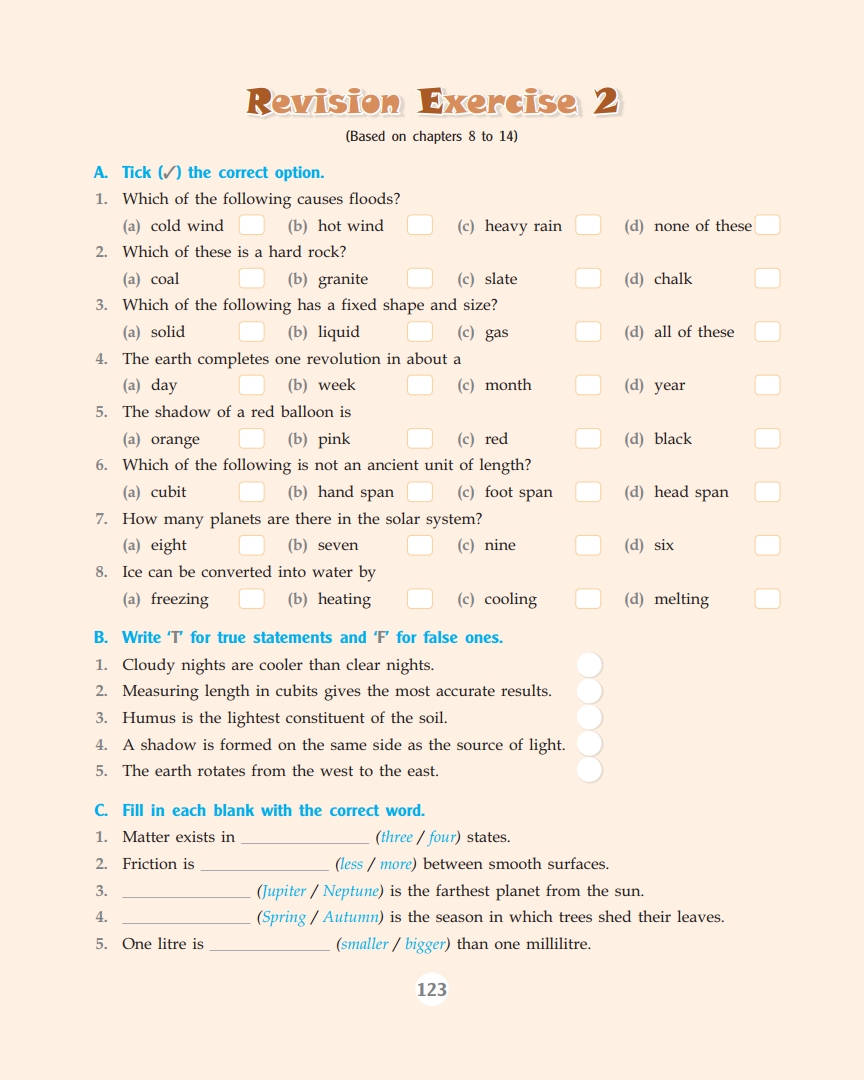 Revision Exercise 2
(Based on chapters 8 to 14)
A. Tick (✓) the correct option.
1. Which of the following causes floods?
(a) cold wind (b) hot wind (c) heavy rain (d) none of these
2. Which of these is a hard rock?
(a) coal (b) granite (c) slate (d) chalk
3. Which of the following has a fixed shape and size?
(a) solid (b) liquid (c) gas (d) all of these
4. The earth completes one revolution in about a
(a) day (b) week (c) month (d) year
5. The shadow of a red balloon is
(a) orange (b) pink (c) red (d) black
6. Which of the following is not an ancient unit of length?
(a) cubit (b) hand span (c) foot span (d) head span
7. How many planets are there in the solar system?
(a) eight (b) seven (c) nine (d) six
8. Ice can be converted into water by
(a) freezing (b) heating (c) cooling (d) melting
B. Write ‘T’ for true statements and ‘F’ for false ones.
1. Cloudy nights are cooler than clear nights.
2. Measuring length in cubits gives the most accurate results.
3. Humus is the lightest constituent of the soil.
4. A shadow is formed on the same side as the source of light.
5. The earth rotates from the west to the east.
C. Fill in each blank with the correct word.
1. Matter exists in ________________ (three / four) states.
2. Friction is ________________ (less / more) between smooth surfaces.
3. ________________ (Jupiter / Neptune) is the farthest planet from the sun.
4. ________________ (Spring / Autumn) is the season in which trees shed their leaves.
5. One litre is _______________ (smaller / bigger) than one millilitre.
123